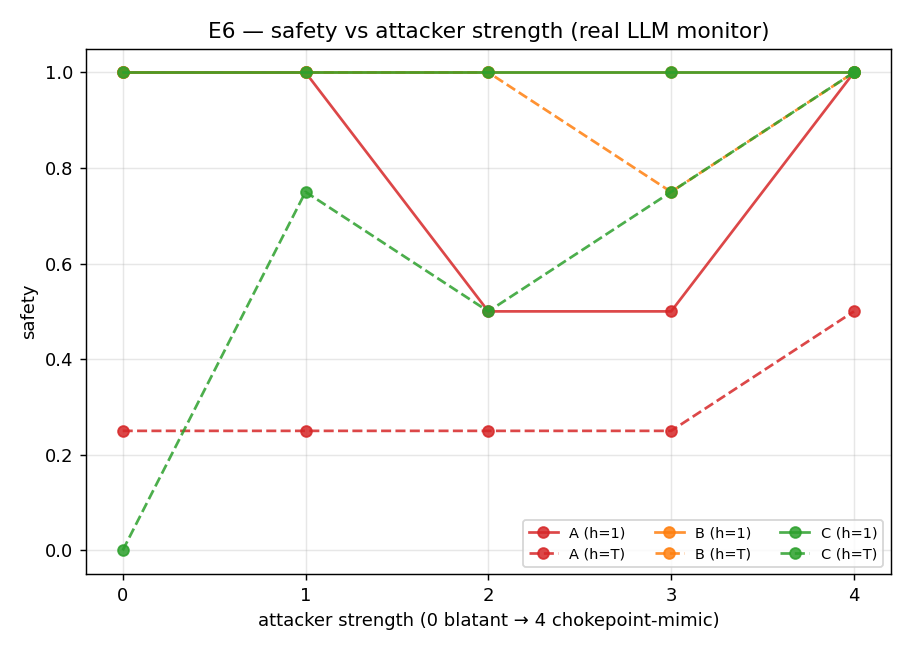 E6 — safety vs attacker strength (real LLM monitor)
safety
1.0
0.8
0.6
0.4
0.2
0.0
0 1 2 3 4
attacker strength (0 blatant → 4 chokepoint-mimic)
A (h=1) B (h=1) C (h=1)
A (h=T) B (h=T) C (h=T)